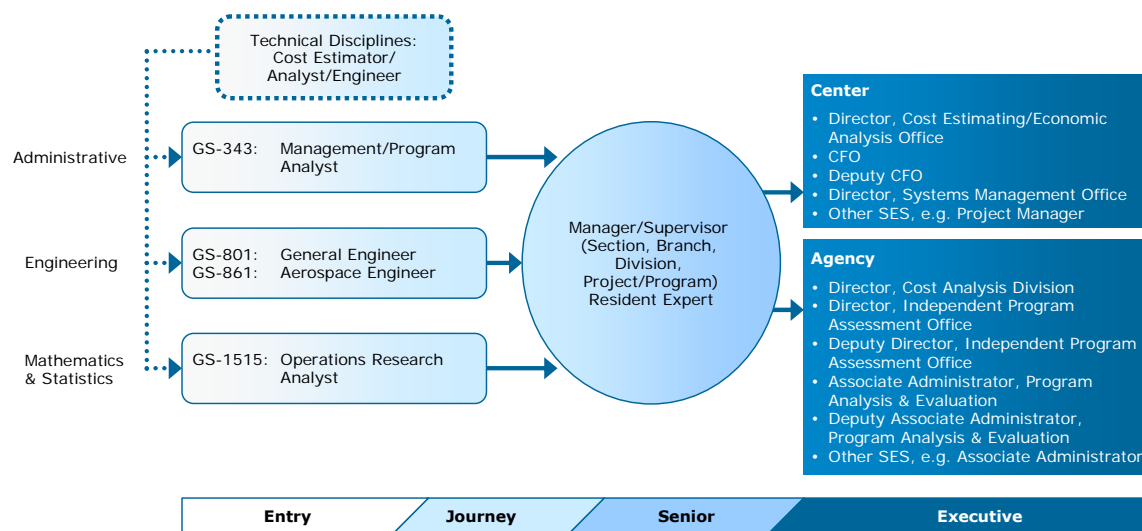 Technical Disciplines:
Cost Estimator/
Analyst/Engineer
Administrative
GS-343: Management/Program
Analyst
Engineering
GS-801: General Engineer
GS-861: Aerospace Engineer
Mathematics
& Statistics
GS-1515: Operations Research
Analyst
Manager/Supervisor
(Section, Branch,
Division,
Project/Program)
Resident Expert
Center
• Director, Cost Estimating/Economic
Analysis Office
• CFO
• Deputy CFO
• Director, Systems Management Office
• Other SES, e.g. Project Manager
Agency
• Director, Cost Analysis Division
• Director, Independent Program
Assessment Office
• Deputy Director, Independent Program
Assessment Office
• Associate Administrator, Program
Analysis & Evaluation
• Deputy Associate Administrator,
Program Analysis & Evaluation
• Other SES, e.g. Associate Administrator
Entry
Journey
Senior
Executive